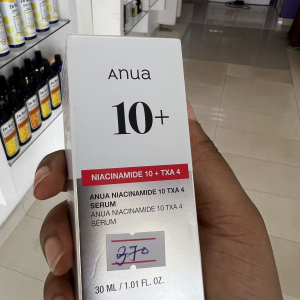 Anua
10+
NIACINAMIDE 10 + TXA 4
ANUA NIACINAMIDE 10 TXA 4
SERUM
ANUA NIACINAMIDE 10 TXA 4
SÉRUM
370
30 ML / 1.01 FL. OZ.